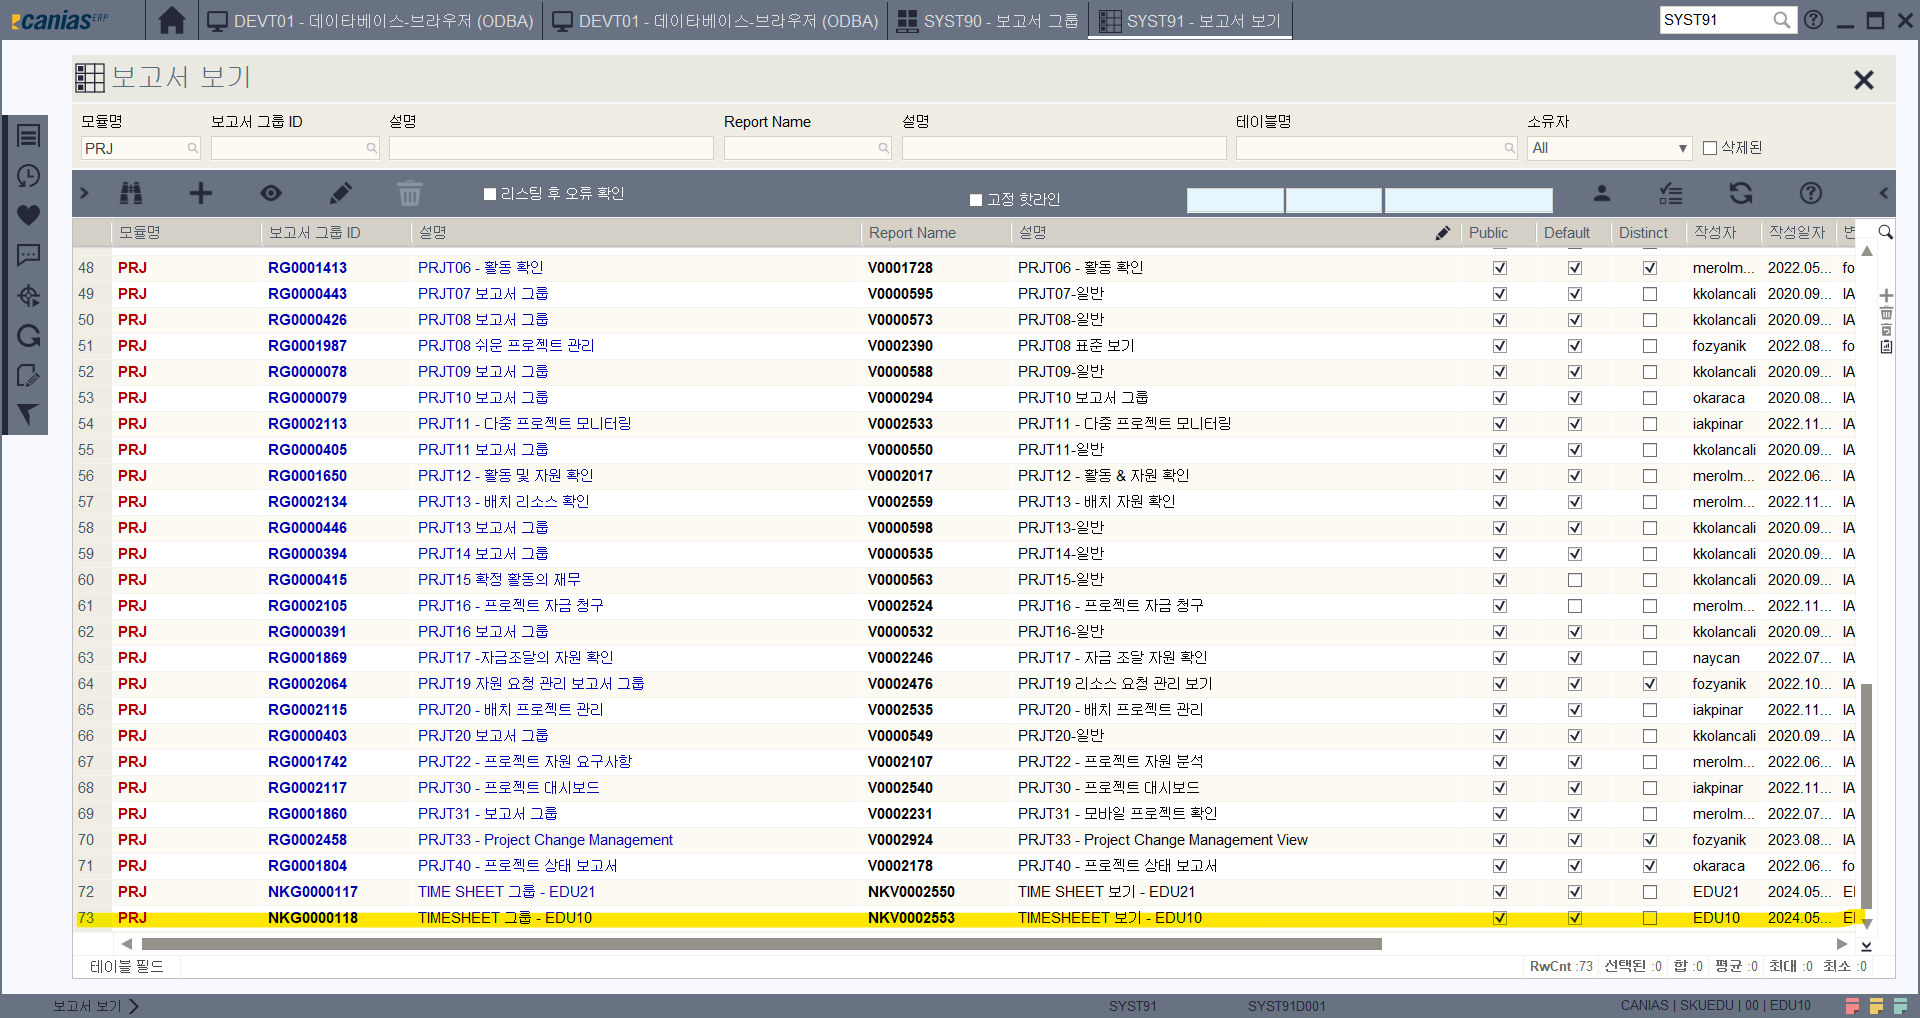 canias ERP
DEVT01 - 데이타베이스-브라우저 (ODBA)
DEVT01 - 데이타베이스-브라우저 (ODBA)
SYST90 - 보고서 그룹
SYST91 - 보고서 보기
SYST91
보고서 보기
모듈명 보고서 그룹 ID 설명 Report Name 설명 테이블명 소유자
PRJ All 삭제된
리스팅 후 오류 확인 고정 핫라인
모듈명 보고서 그룹 ID 설명 Report Name 설명 Public Default Distinct 작성자 작성일자 변
48 PRJ RG0001413 PRJT06 - 활동 확인 V0001728 PRJT06 - 활동 확인 merolm... 2022.05... fo
49 PRJ RG0000443 PRJT07 보고서 그룹 V0000595 PRJT07-일반 kkolancali 2020.09... IA
50 PRJ RG0000426 PRJT08 보고서 그룹 V0000573 PRJT08-일반 kkolancali 2020.09... IA
51 PRJ RG0001987 PRJT08 쉬운 프로젝트 관리 V0002390 PRJT08 표준 보기 fozyanik 2022.08... fo
52 PRJ RG0000078 PRJT09 보고서 그룹 V0000588 PRJT09-일반 kkolancali 2020.09... IA
53 PRJ RG0000079 PRJT10 보고서 그룹 V0000294 PRJT10 보고서 그룹 okaraca 2020.08... IA
54 PRJ RG0002113 PRJT11 - 다중 프로젝트 모니터링 V0002533 PRJT11 - 다중 프로젝트 모니터링 iakpinar 2022.11... IA
55 PRJ RG0000405 PRJT11 보고서 그룹 V0000550 PRJT11-일반 kkolancali 2020.09... IA
56 PRJ RG0001650 PRJT12 - 활동 및 자원 확인 V0002017 PRJT12 - 활동 & 자원 확인 merolm... 2022.06... IA
57 PRJ RG0002134 PRJT13 - 배치 리소스 확인 V0002559 PRJT13 - 배치 자원 확인 merolm... 2022.11... IA
58 PRJ RG0000446 PRJT13 보고서 그룹 V0000598 PRJT13-일반 kkolancali 2020.09... IA
59 PRJ RG0000394 PRJT14 보고서 그룹 V0000535 PRJT14-일반 kkolancali 2020.09... IA
60 PRJ RG0000415 PRJT15 확정 활동의 재무 V0000563 PRJT15-일반 kkolancali 2020.09... IA
61 PRJ RG0002105 PRJT16 - 프로젝트 자금 청구 V0002524 PRJT16 - 프로젝트 자금 청구 merolm... 2022.11... IA
62 PRJ RG0000391 PRJT16 보고서 그룹 V0000532 PRJT16-일반 kkolancali 2020.09... IA
63 PRJ RG0001869 PRJT17 -자금조달의 자원 확인 V0002246 PRJT17 - 자금 조달 자원 확인 naycan 2022.07... IA
64 PRJ RG0002064 PRJT19 자원 요청 관리 보고서 그룹 V0002476 PRJT19 리소스 요청 관리 보기 fozyanik 2022.10... IA
65 PRJ RG0002115 PRJT20 - 배치 프로젝트 관리 V0002535 PRJT20 - 배치 프로젝트 관리 iakpinar 2022.11... IA
66 PRJ RG0000403 PRJT20 보고서 그룹 V0000549 PRJT20-일반 kkolancali 2020.09... IA
67 PRJ RG0001742 PRJT22 - 프로젝트 자원 요구사항 V0002107 PRJT22 - 프로젝트 자원 분석 merolm... 2022.06... IA
68 PRJ RG0002117 PRJT30 - 프로젝트 대시보드 V0002540 PRJT30 - 프로젝트 대시보드 iakpinar 2022.11... IA
69 PRJ RG0001860 PRJT31 - 보고서 그룹 V0002231 PRJT31 - 모바일 프로젝트 확인 merolm... 2022.07... IA
70 PRJ RG0002458 PRJT33 - Project Change Management V0002924 PRJT33 - Project Change Management View fozyanik 2023.08... IA
71 PRJ RG0001804 PRJT40 - 프로젝트 상태 보고서 V0002178 PRJT40 - 프로젝트 상태 보고서 okaraca 2022.06... fo
72 PRJ NKG0000117 TIME SHEET 그룹 - EDU21 NKV0002550 TIME SHEET 보기 - EDU21 EDU21 2024.05... El
73 PRJ NKG0000118 TIMESHEET 그룹 - EDU10 NKV0002553 TIMESHEEET 보기 - EDU10 EDU10 2024.05... El
테이블 필드 RwCnt :73 선택된 :0 합 :0 평균 :0 최대 :0 최소 :0
보고서 보기 SYST91 SYST91D001 CANIAS | SKUEDU | 00 | EDU10